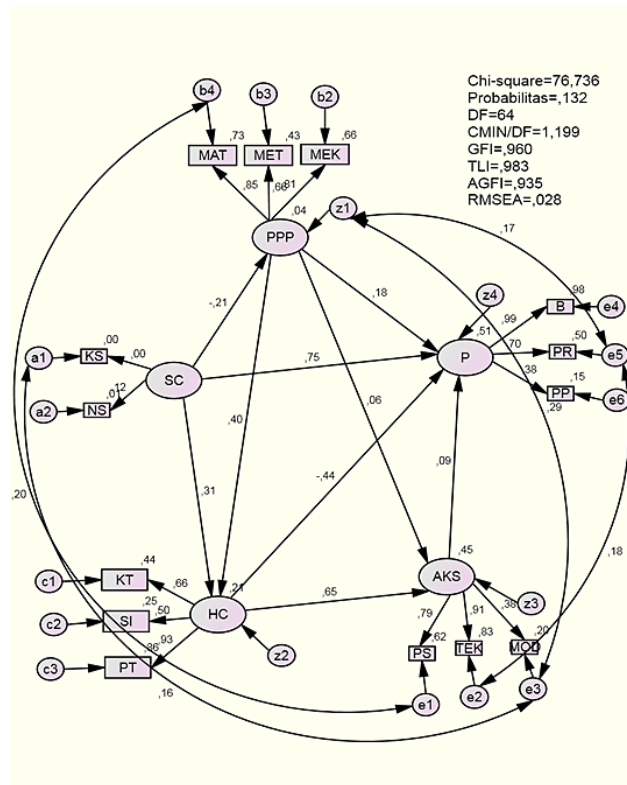 Chi-square=76,736
Probabilitas=,132
DF=64
CMIN/DF=1,199
GFI=,960
TLI=,983
AGFI=,935
RMSEA=,028
b4
b3
b2
,73
,43
,66
MAT
MET
MEK
,85
,66
,81
,04
z1
PPP
,17
-,21
,18
z4
,98
B
e4
,99
,51
,50
P
,70
PR
e5
,00
a1
KS
,00
SC
,75
,38
,15
PP
e6
,29
,12
a2
NS
,40
,06
,20
,31
-,44
,09
,18
,44
c1
KT
,66
,21
,45
AKS
,65
z3
,25
,50
HC
c2
SI
,79
,91
,38
,62
,83
,20
PS
TEK
MOD
,86
,93
z2
c3
PT
,16
e1
e2
e3